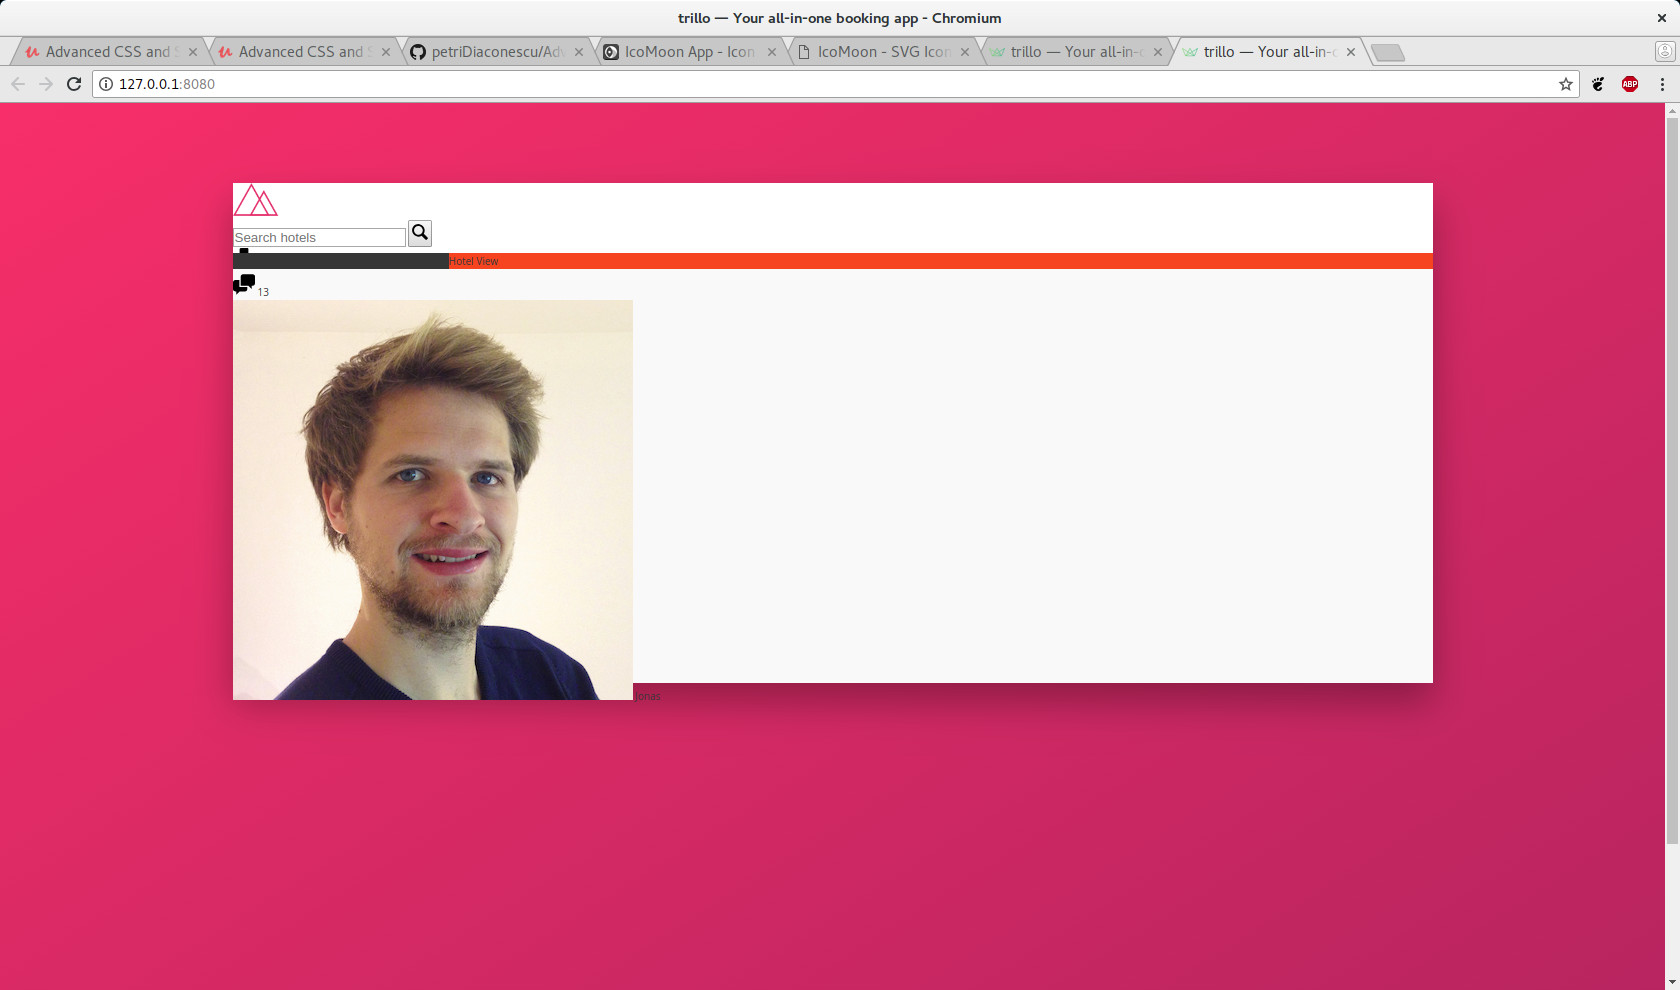 trillo — Your all-in-one booking app - Chromium
Advanced CSS and S
Advanced CSS and S
petriDiaconescu/Adv
IcoMoon App - Icon
IcoMoon - SVG Icon
trillo — Your all-in-o
trillo — Your all-in-o
127.0.0.1:8080
ABP
Search hotels
Hotel View
13
Jonas